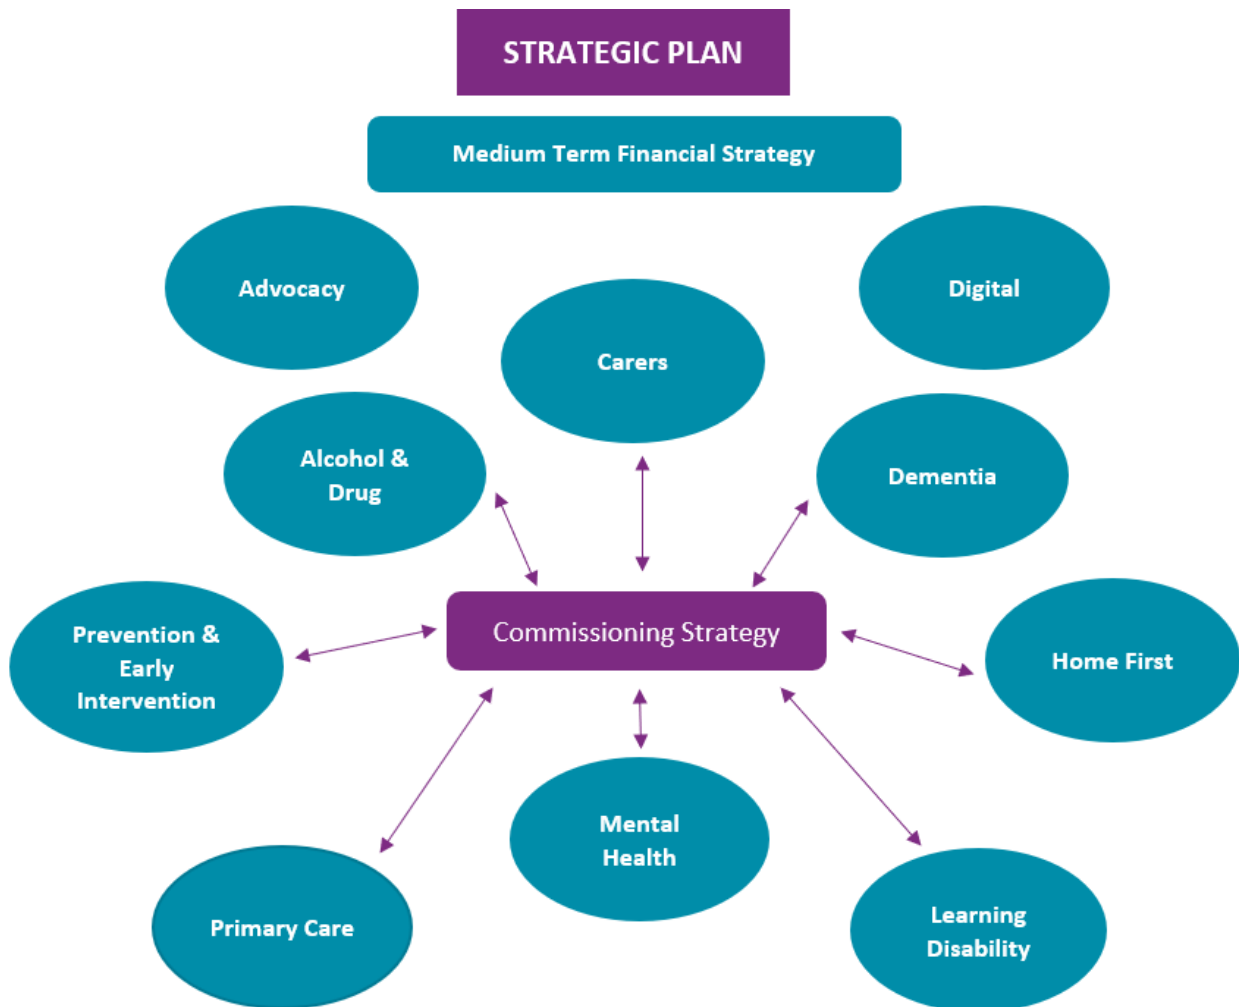 STRATEGIC PLAN
Medium Term Financial Strategy
Advocacy
Digital
Carers
Alcohol &
Drug
Dementia
Prevention &
Early
Intervention
Commissioning Strategy
Home First
Mental
Health
Primary Care
Learning
Disability